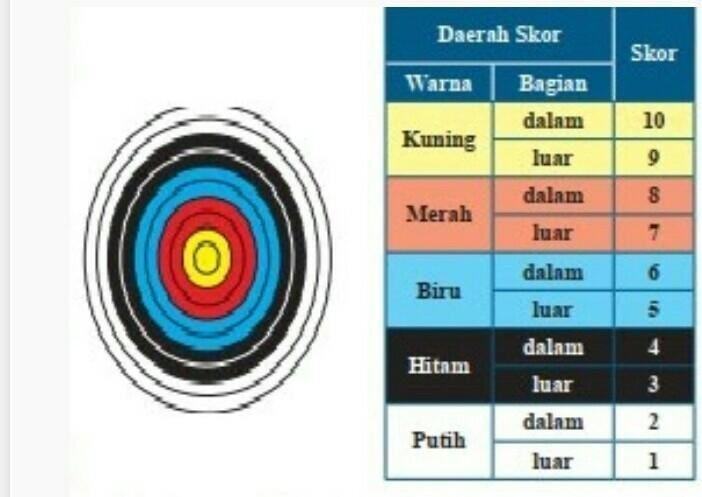 Daerah Skor Skor
Warna Bagian
Kuning dalam 10
luar 9
Merah dalam 8
luar 7
Biru dalam 6
luar 5
Hitam dalam 4
luar 3
Putih dalam 2
luar 1